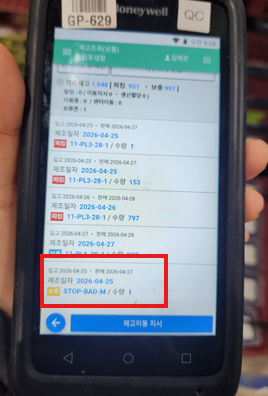 GP-629
Honeywell
QC
재고조회(상품)
김재은
가용재고 1,948 [ 피킹 951 + 보충 997 ]
할당 : 0 [ 이동지시 0 + 생산할당 0 ]
이동중 : 0 / 센터이동 : 0
보류존 : 1
입고 2026-04-25 - 판매 2026-04-27
제조일자 2026-04-25
피킹 11-PL3-28-1 / 수량 1
입고 2026-04-25 - 판매 2026-04-27
제조일자 2026-04-25
피킹 11-PL3-28-1 / 수량 153
입고 2026-04-26 - 판매 2026-04-28
제조일자 2026-04-26
피킹 11-PL3-28-1 / 수량 797
입고 2026-04-27 - 판매 2026-04-29
제조일자 2026-04-27
입고 2026-04-25 - 판매 2026-04-27
제조일자 2026-04-25
STOP-BAD-M / 수량 1
재고이동 지시